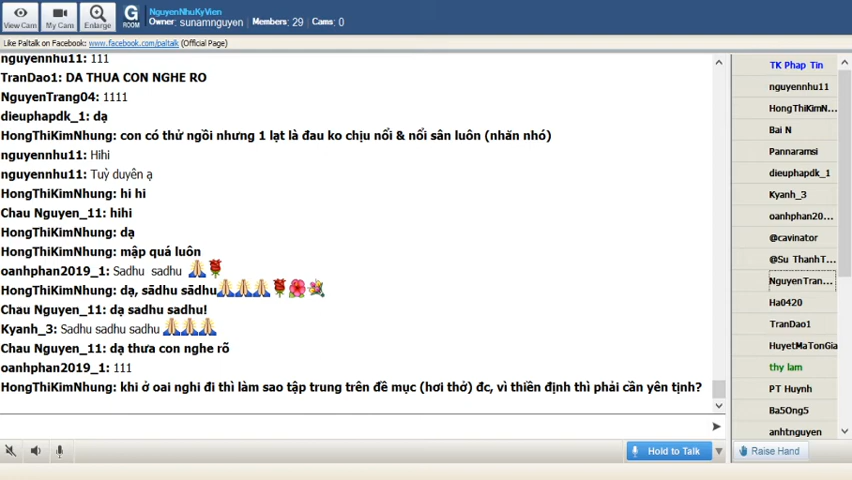 View Cam
My Cam
Enlarge
G
ROOM
NguyenNhuKyVien
Owner: sunamnguyen Members: 29 Cams: 0
Like Paltalk on Facebook: www.facebook.com/paltalk (Official Page)
nguyennhu11: 111
TranDao1: DA THUA CON NGHE RO
NguyenTrang04: 1111
dieuphapdk_1: dạ
HongThiKimNhung: con có thử ngồi nhưng 1 lạt là đau ko chịu nổi & nổi sân luôn (nhăn nhó)
nguyennhu11: Hihi
nguyennhu11: Tuỳ duyên ạ
HongThiKimNhung: hi hi
Chau Nguyen_11: hihi
HongThiKimNhung: dạ
HongThiKimNhung: mập quá luôn
oanhphan2019_1: Sadhu sadhu
HongThiKimNhung: dạ, sādhu sādhu
Chau Nguyen_11: dạ sadhu sadhu!
Kyanh_3: Sadhu sadhu sadhu
Chau Nguyen_11: dạ thưa con nghe rõ
oanhphan2019_1: 111
HongThiKimNhung: khi ở oai nghi đi thì làm sao tập trung trên đề mục (hơi thở) đc, vì thiền định thì phải cần yên tịnh?
TK Phap Tin
nguyennhu11
HongThiKimN...
Bai N
Pannaramsi
dieuphapdk_1
Kyanh_3
oanhphan20...
@cavinator
@Su ThanhT...
NguyenTran...
Ha0420
TranDao1
HuyetMaTonGia
thy lam
PT Huynh
Ba5Ong5
anhtnguyen
Hold to Talk
Raise Hand